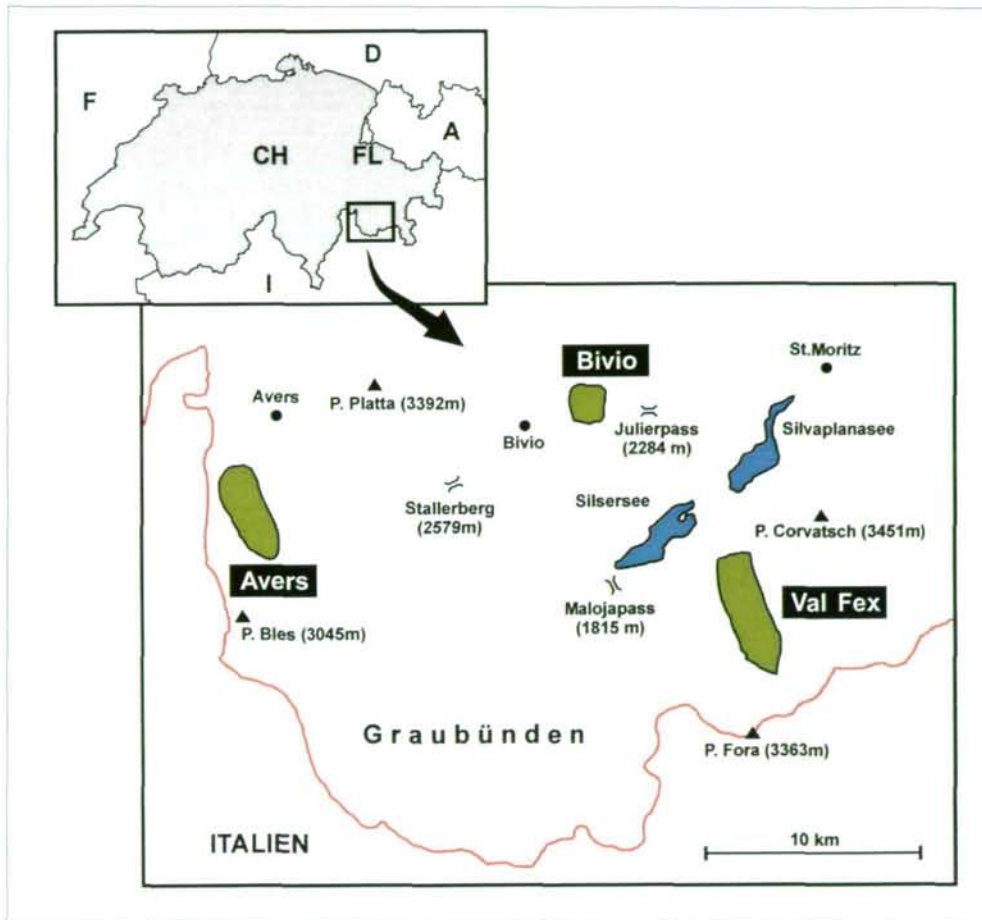 D
F
A
CH
FL
I
Bivio
St.Moritz
Avers
P. Platta (3392m)
Bivio
Julierpass
(2284 m)
Silvaplanasee
Stallerberg
(2579m)
Silsersee
P. Corvatsch (3451m)
Avers
Malojapass
(1815 m)
Val Fex
P. Bles (3045m)
Graubünden
P. Fora (3363m)
ITALIEN
10 km